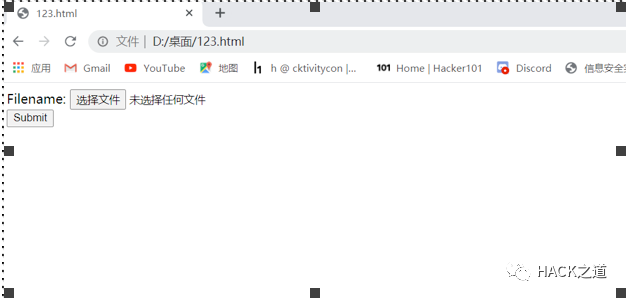 123.html
文件 | D:/桌面/123.html
应用 Gmail YouTube 地图 h @ cktivitycon |... 101 Home | Hacker101 Discord 信息安全
Filename: 选择文件 未选择任何文件
Submit
HACK之道